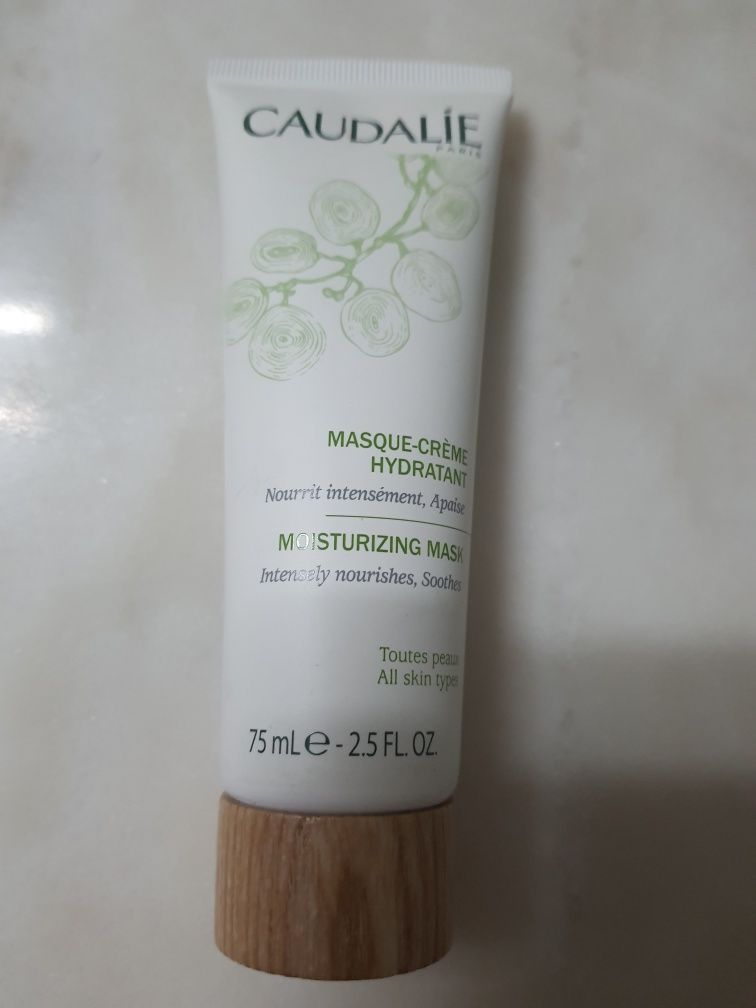 CAUDALÍE
PARIS
MASQUE-CRÈME
HYDRATANT
Nourrit intensément, Apaise
MOISTURIZING MASK
Intensely nourishes, Soothes
Toutes peaux
All skin types
75 mL e - 2.5 FL. OZ.